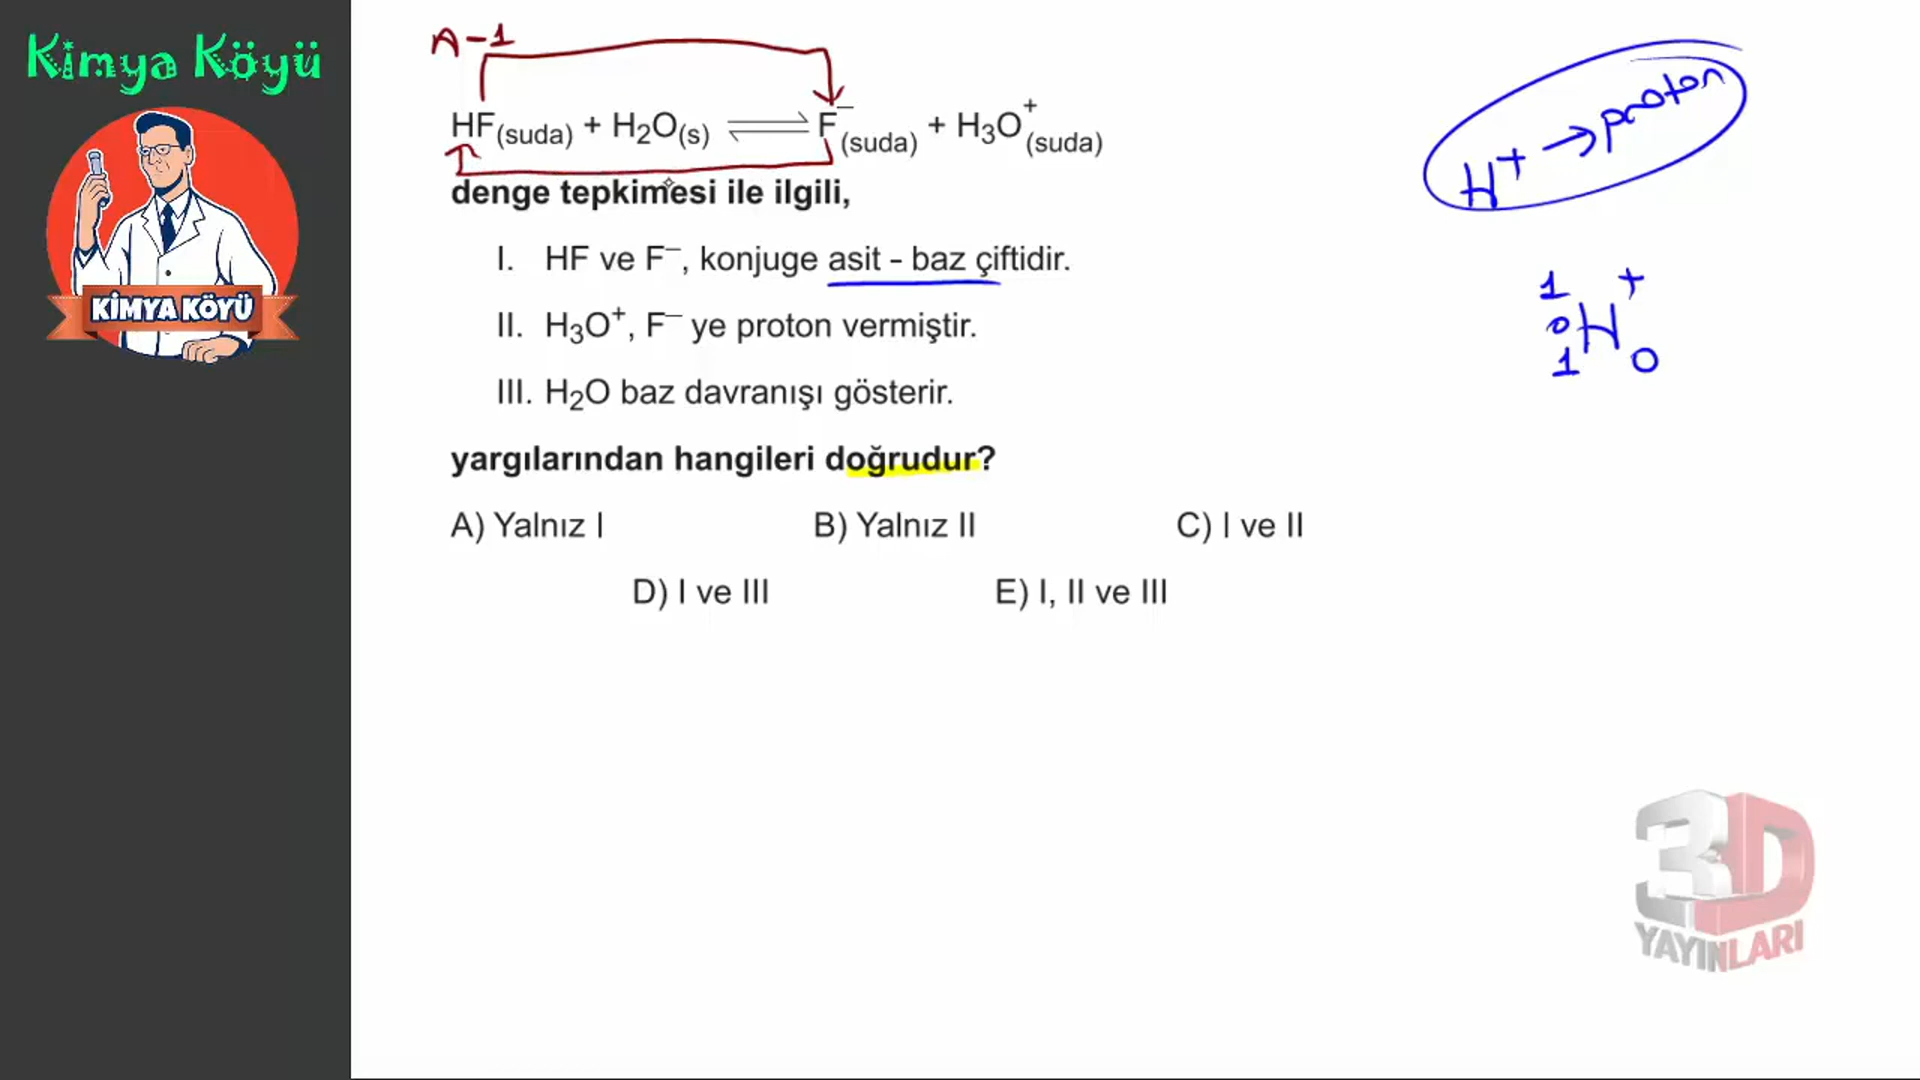 Kimya Köyü
KİMYA KÖYÜ
A-1
HF(suda) + H₂O(s) ⇌ F⁻(suda) + H₃O⁺(suda)
denge tepkimesi ile ilgili,
I. HF ve F⁻, konjuge asit - baz çiftidir.
II. H₃O⁺, F⁻ ye proton vermiştir.
III. H₂O baz davranışı gösterir.
yargılarından hangileri doğrudur?
A) Yalnız I B) Yalnız II C) I ve II
D) I ve III E) I, II ve III
H⁺ → proton
1 +
0 H
1 0
3D
YAYINLARI